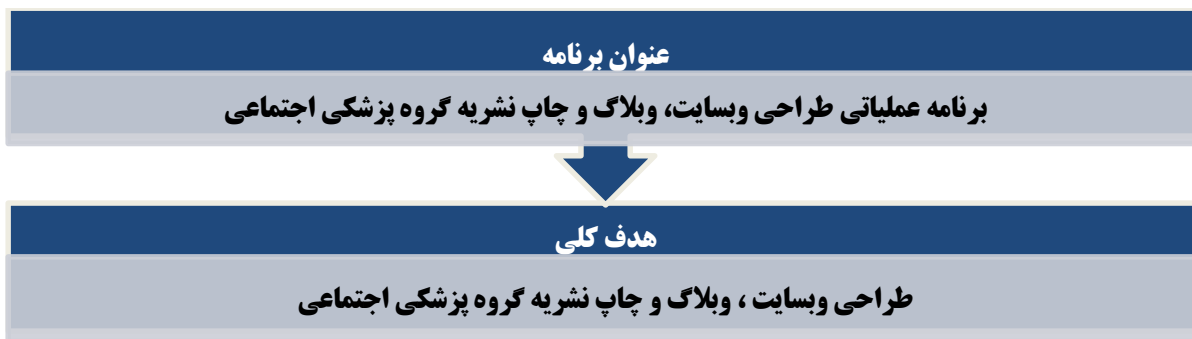 عنوان برنامه
برنامه عملیاتی طراحی وبسایت، وبلاگ و چاپ نشریه گروه پزشکی اجتماعی
هدف کلی
طراحی وبسایت ، وبلاگ و چاپ نشریه گروه پزشکی اجتماعی